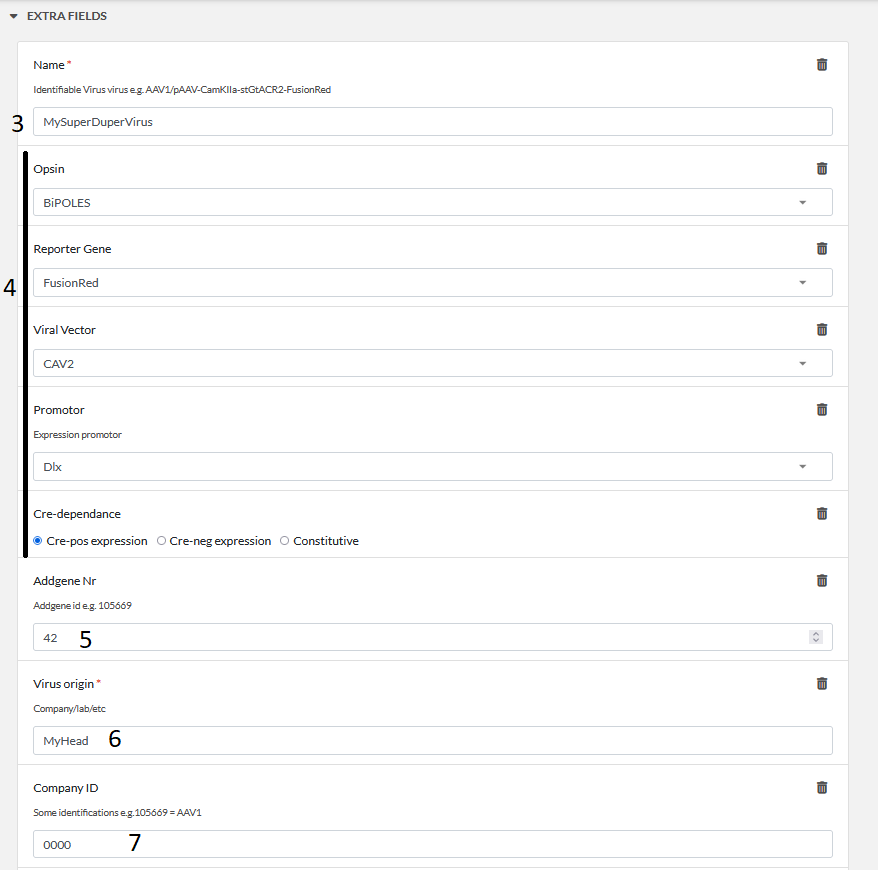 EXTRA FIELDS
Name *
Identifiable Virus virus e.g. AAV1/pAAV-CamKIIa-stGtACR2-FusionRed
3 MySuperDuperVirus
Opsin
BiPOLES
Reporter Gene
4 FusionRed
Viral Vector
CAV2
Promotor
Expression promotor
Dlx
Cre-dependance
Cre-pos expression Cre-neg expression Constitutive
Addgene Nr
Addgene id e.g. 105669
42 5
Virus origin *
Company/lab/etc
MyHead 6
Company ID
Some identifications e.g.105669 = AAV1
0000 7